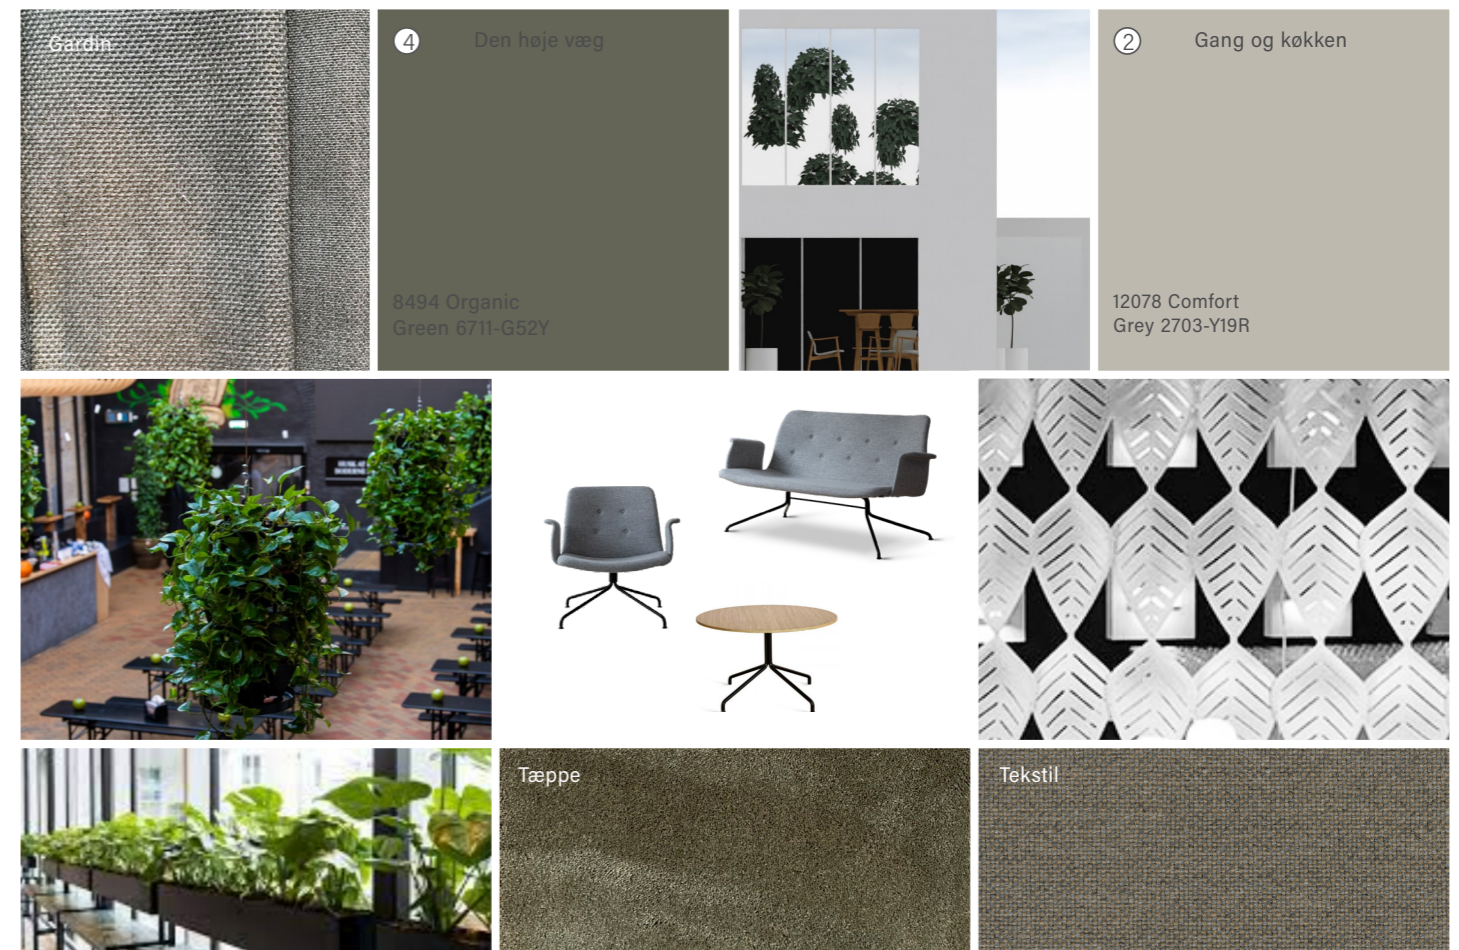 Gardin
4
Den høje væg
8494 Organic
Green 6711-G52Y
2
Gang og køkken
12078 Comfort
Grey 2703-Y19R
Tæppe
Tekstil